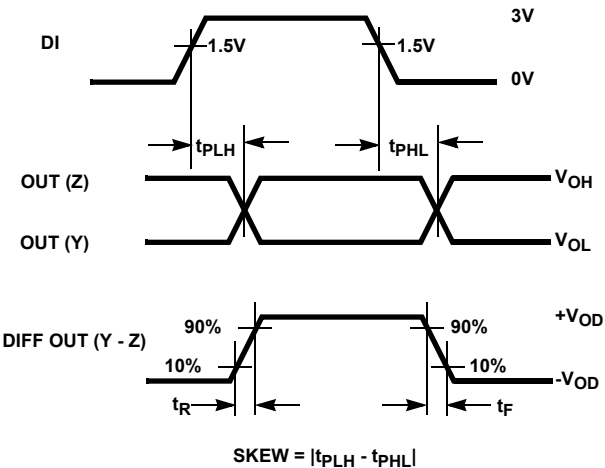 3V
DI
1.5V
1.5V
0V
tPLH
tPHL
OUT (Z)
VOH
OUT (Y)
VOL
+VOD
90%
90%
DIFF OUT (Y - Z)
10%
10%
-VOD
tR
tF
SKEW = |tPLH - tPHL|